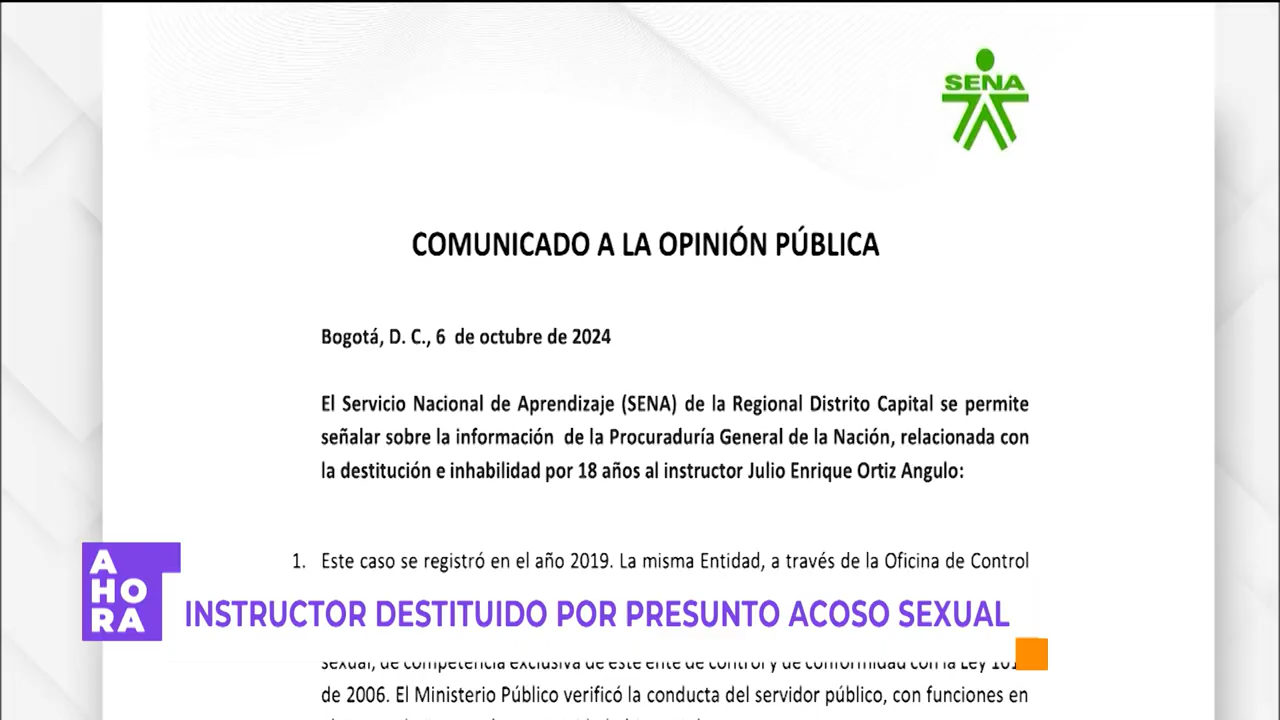 SENA
COMUNICADO A LA OPINIÓN PÚBLICA
Bogotá, D. C., 6 de octubre de 2024
El Servicio Nacional de Aprendizaje (SENA) de la Regional Distrito Capital se permite
señalar sobre la información de la Procuraduría General de la Nación, relacionada con
la destitución e inhabilidad por 18 años al instructor Julio Enrique Ortiz Angulo:
1. Este caso se registró en el año 2019. La misma Entidad, a través de la Oficina de Control
AHORA
INSTRUCTOR DESTITUIDO POR PRESUNTO ACOSO SEXUAL
sexual, de competencia exclusiva de este ente de control y de conformidad con la Ley
de 2006. El Ministerio Público verificó la conducta del servidor público, con funciones en